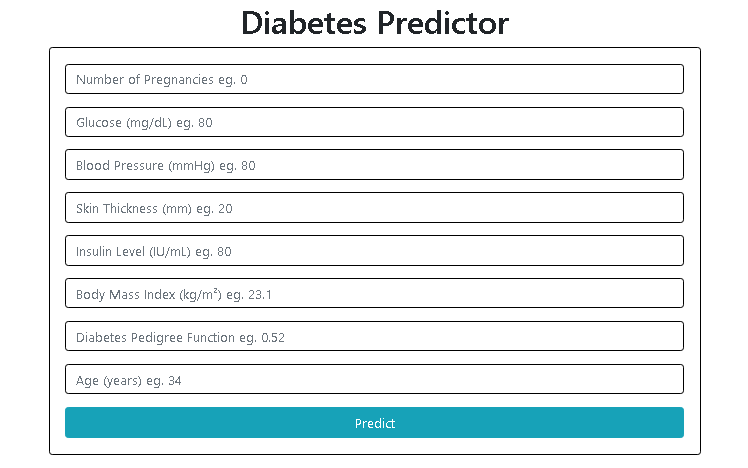 Diabetes Predictor
Number of Pregnancies eg. 0
Glucose (mg/dL) eg. 80
Blood Pressure (mmHg) eg. 80
Skin Thickness (mm) eg. 20
Insulin Level (IU/mL) eg. 80
Body Mass Index (kg/m²) eg. 23.1
Diabetes Pedigree Function eg. 0.52
Age (years) eg. 34
Predict